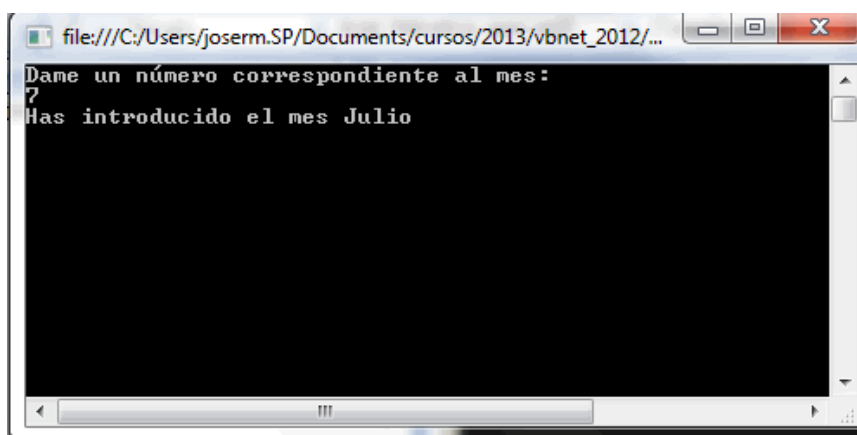 file:///C:/Users/joserm.SP/Documents/cursos/2013/vbnet_2012/...
Dame un número correspondiente al mes:
7
Has introducido el mes Julio